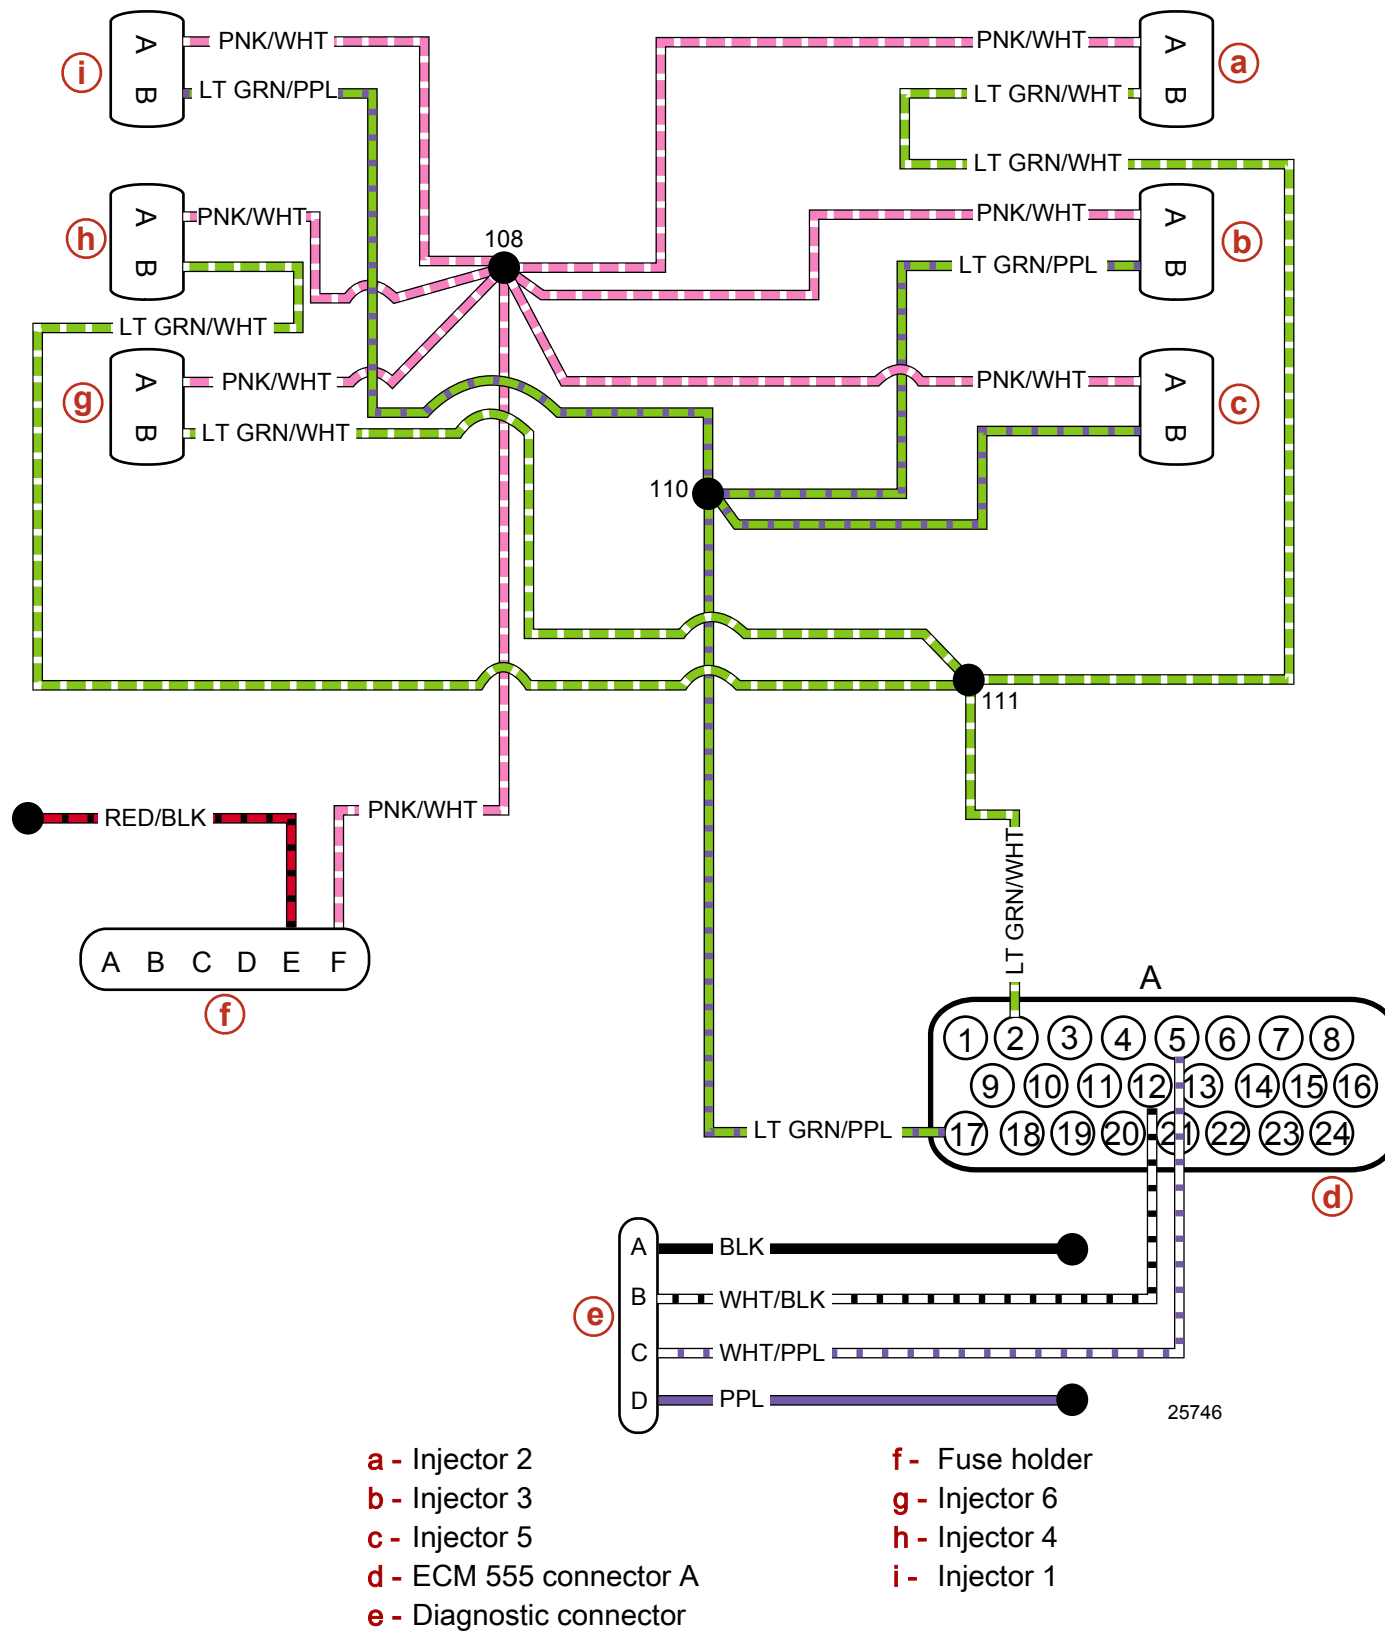 A
B
i
PNK/WHT
LT GRN/PPL
PNK/WHT
LT GRN/WHT
LT GRN/WHT
A
B
a
A
B
h
PNK/WHT
LT GRN/WHT
108
PNK/WHT
LT GRN/PPL
A
B
b
A
B
g
PNK/WHT
LT GRN/WHT
PNK/WHT
A
B
c
110
111
RED/BLK
PNK/WHT
A B C D E F
f
LT GRN/WHT
A
1 2 3 4 5 6 7 8
9 10 11 12 13 14 15 16
17 18 19 20 21 22 23 24
LT GRN/PPL
d
e
A BLK
B WHT/BLK
C WHT/PPL
D PPL
25746
a - Injector 2
b - Injector 3
c - Injector 5
d - ECM 555 connector A
e - Diagnostic connector
f - Fuse holder
g - Injector 6
h - Injector 4
i - Injector 1